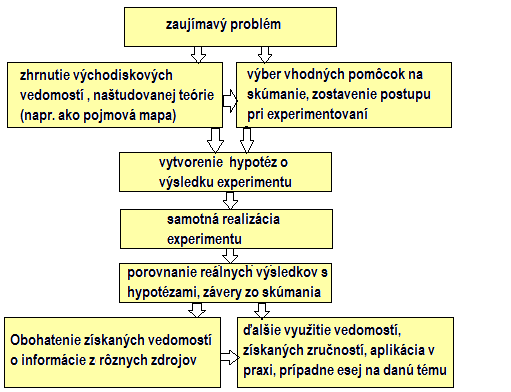 zaujímavý problém
zhrnutie východiskových
vedomostí , naštudovanej teórie
(napr. ako pojmová mapa)
výber vhodných pomôcok na
skúmanie, zostavenie postupu
pri experimentovaní
vytvorenie hypotéz o
výsledku experimentu
samotná realizácia
experimentu
porovnanie reálnych výsledkov s
hypotézami, závery zo skúmania
Obohatenie získaných vedomostí
o informácie z rôznych zdrojov
ďalšie využitie vedomostí,
získaných zručností, aplikácia v
praxi, prípadne esej na danú tému